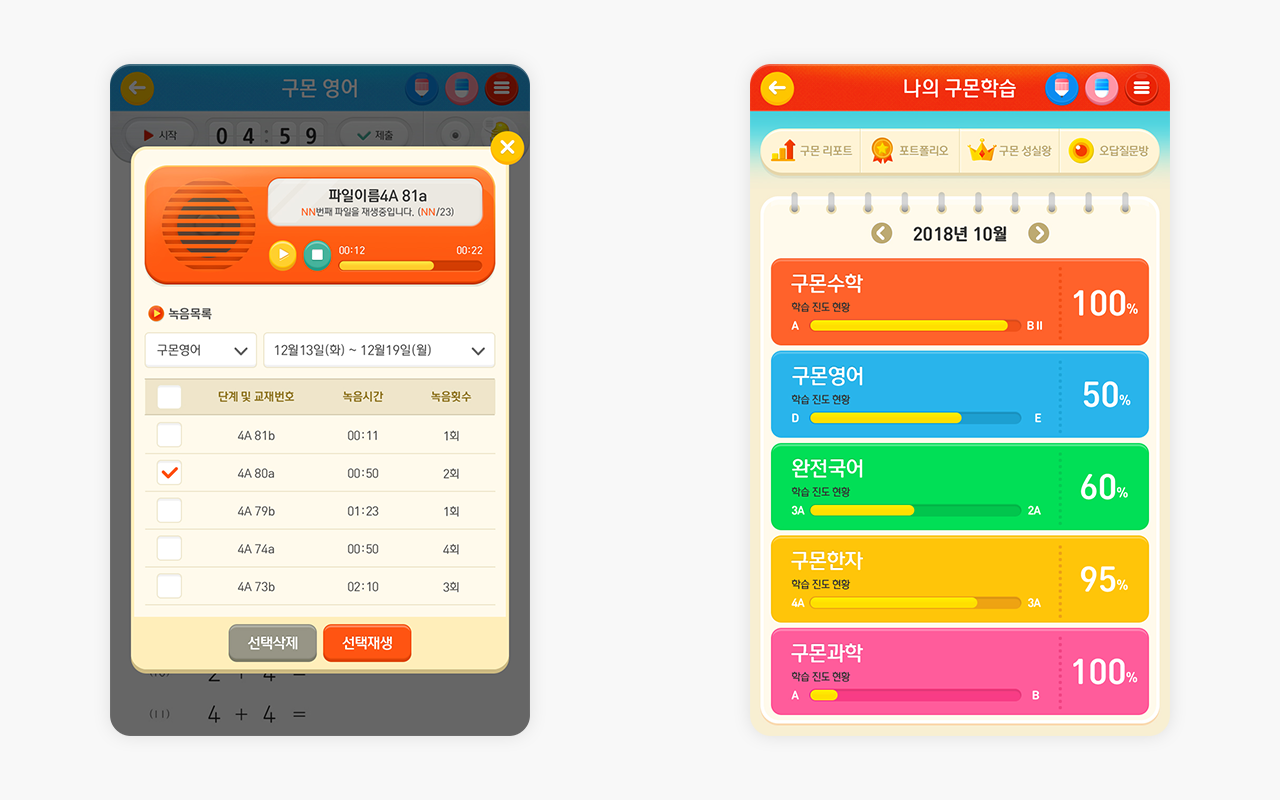 구몬 영어
시작
04:59
제출
파일이름4A 81a
NN번째 파일을 재생중입니다. (NN/23)
00:12
00:22
녹음목록
구몬영어
12월13일(화) ~ 12월19일(월)
단계 및 교재번호 녹음시간 녹음횟수
4A 81b 00:11 1회
4A 80a 00:50 2회
4A 79b 01:23 1회
4A 74a 00:50 4회
4A 73b 02:10 3회
선택삭제
선택재생
2 + 4 =
(11) 4 + 4 =
나의 구몬학습
구몬 리포트
포트폴리오
구몬 성실왕
오답질문방
2018년 10월
구몬수학
학습 진도 현황
A BⅡ
100%
구몬영어
학습 진도 현황
D E
50%
완전국어
학습 진도 현황
3A 2A
60%
구몬한자
학습 진도 현황
4A 3A
95%
구몬과학
학습 진도 현황
A B
100%